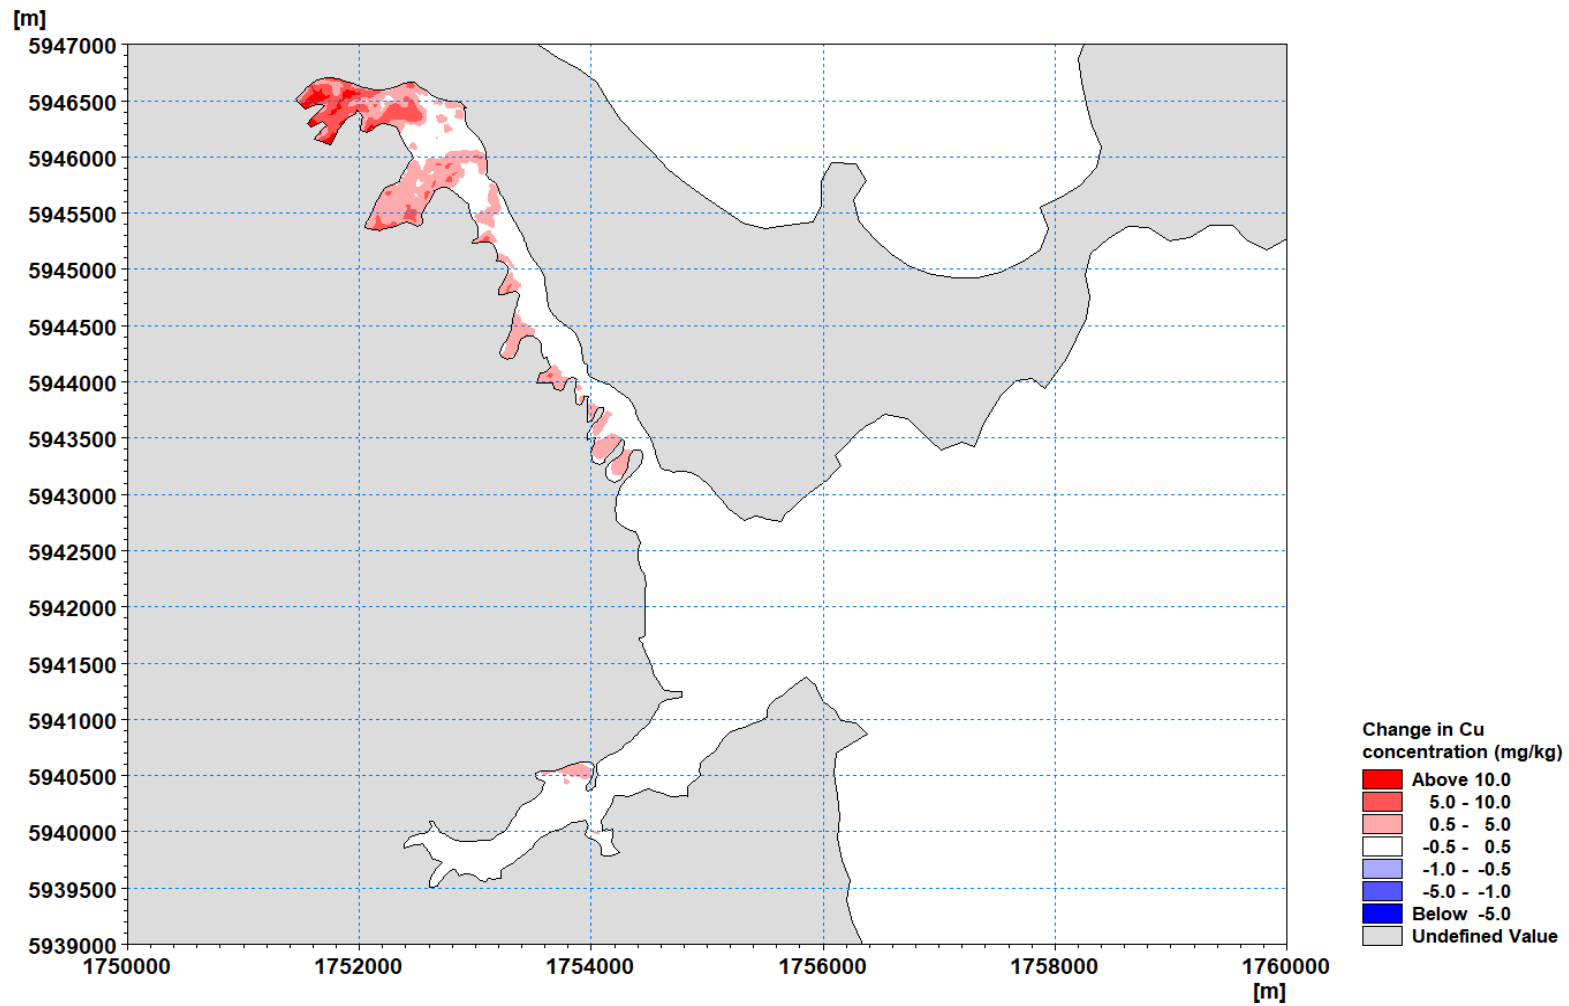 [m]
5947000
5946500
5946000
5945500
5945000
5944500
5944000
5943500
5943000
5942500
5942000
5941500
5941000
5940500
5940000
5939500
5939000
1750000 1752000 1754000 1756000 1758000 1760000
[m]
Change in Cu
concentration (mg/kg)
Above 10.0
5.0 - 10.0
0.5 - 5.0
-0.5 - 0.5
-1.0 - -0.5
-5.0 - -1.0
Below -5.0
Undefined Value